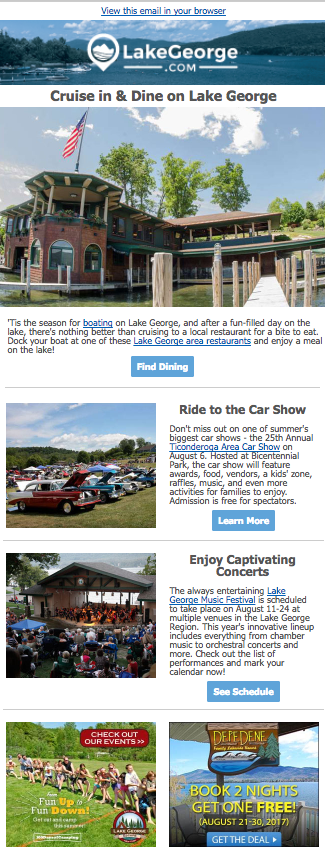 View this email in your browser
LakeGeorge
.COM
Cruise in & Dine on Lake George
'Tis the season for boating on Lake George, and after a fun-filled day on the
lake, there's nothing better than cruising to a local restaurant for a bite to eat.
Dock your boat at one of these Lake George area restaurants and enjoy a meal
on the lake!
Find Dining
Ride to the Car Show
Don't miss out on one of summer's
biggest car shows - the 25th Annual
Ticonderoga Area Car Show on
August 6. Hosted at Bicentennial
Park, the car show will feature
awards, food, vendors, a kids' zone,
raffles, music, and even more
activities for families to enjoy.
Admission is free for spectators.
Learn More
Enjoy Captivating
Concerts
The always entertaining Lake
George Music Festival is scheduled
to take place on August 11-24 at
multiple venues in the Lake George
Region. This year's innovative lineup
includes everything from chamber
music to orchestral concerts and
more. Check out the list of
performances and mark your
calendar now!
See Schedule
CHECK OUT
OUR EVENTS >>
From
Fun Up to
Fun Down!
Get out and camp
this summer!
Lake George
DEPE DENE
BOOK 2 NIGHTS
GET ONE FREE!
(AUGUST 21-30, 2017)
GET THE DEAL